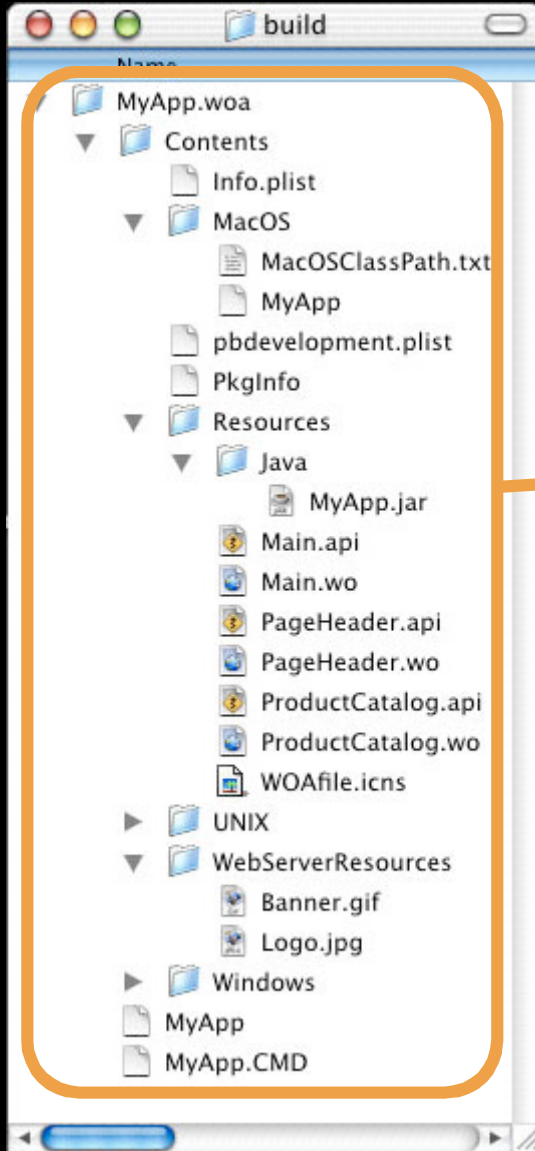 build
Name
MyApp.woa
Contents
Info.plist
MacOS
MacOSClassPath.txt
MyApp
pbdevelopment.plist
PkgInfo
Resources
Java
MyApp.jar
Main.api
Main.wo
PageHeader.api
PageHeader.wo
ProductCatalog.api
ProductCatalog.wo
WOAfile.icns
UNIX
WebServerResources
Banner.gif
Logo.jpg
Windows
MyApp
MyApp.CMD